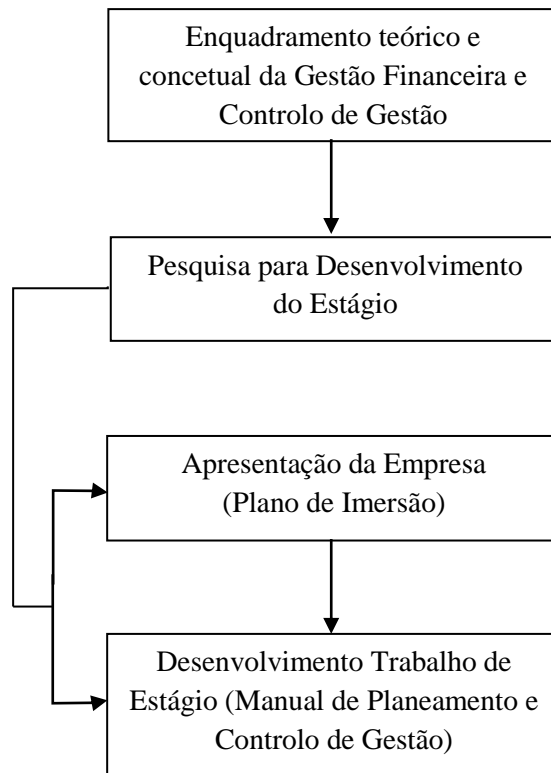 Enquadramento teórico e
concetual da Gestão Financeira e
Controlo de Gestão
Pesquisa para Desenvolvimento
do Estágio
Apresentação da Empresa
(Plano de Imersão)
Desenvolvimento Trabalho de
Estágio (Manual de Planeamento e
Controlo de Gestão)